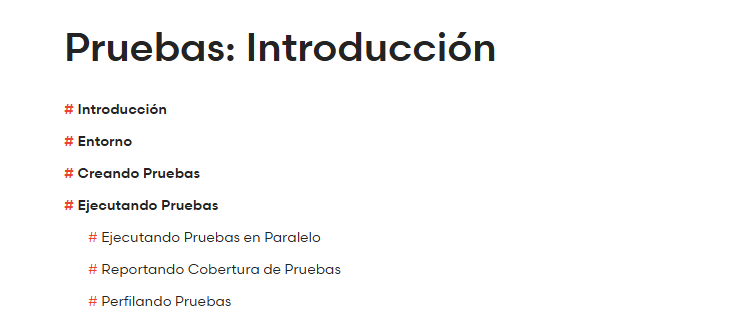 Pruebas: Introducción
# Introducción
# Entorno
# Creando Pruebas
# Ejecutando Pruebas
# Ejecutando Pruebas en Paralelo
# Reportando Cobertura de Pruebas
# Perfilando Pruebas